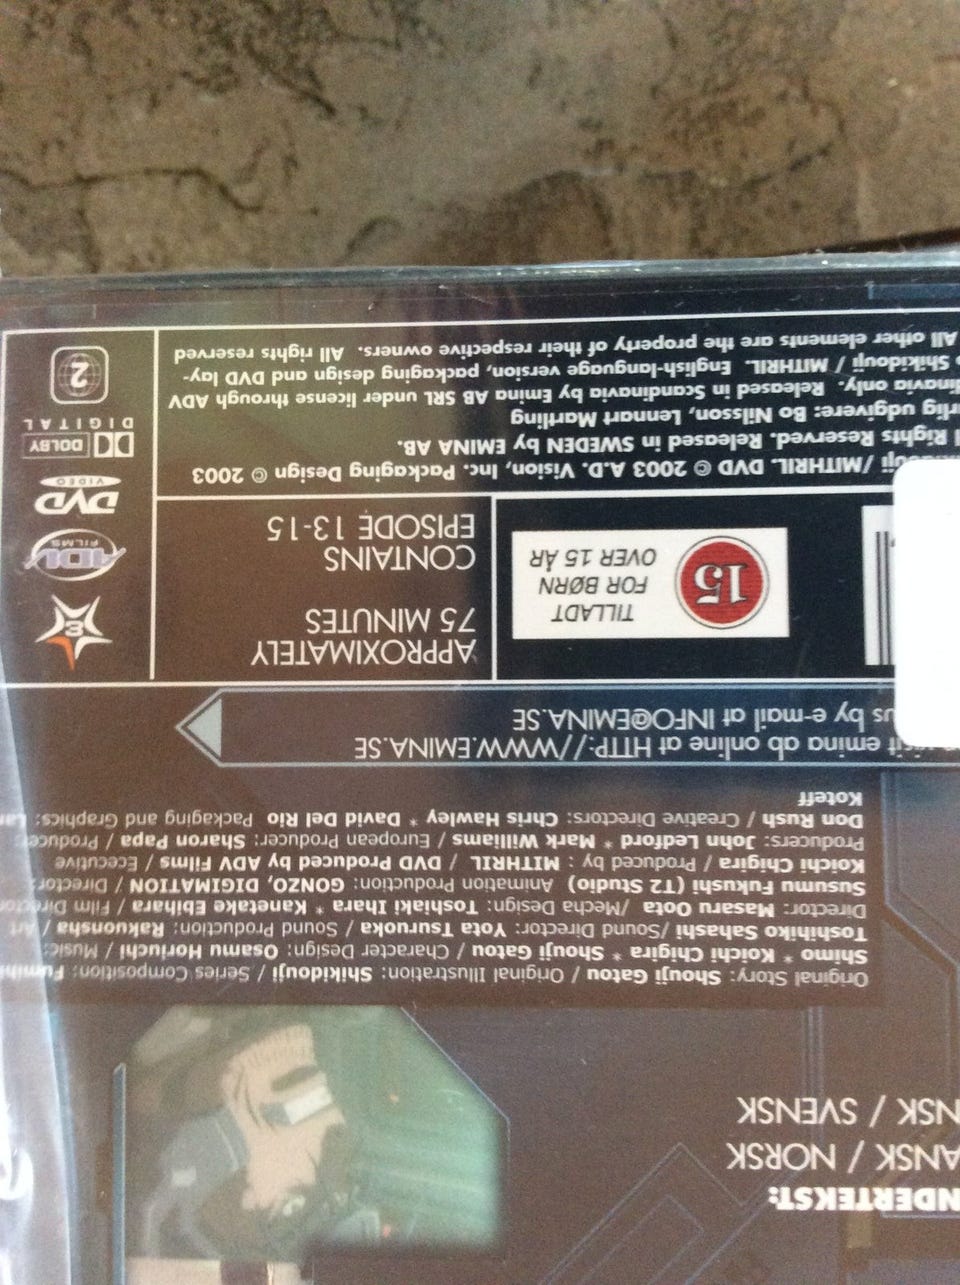 NDERTEKST:
ANSK / NORSK
NSK / SVENSK
Original Story: Shouji Gatou / Original Illustration: Shikidouji / Series Composition: Fumihi
Shimo * Koichi Chigira * Shouji Gatou / Character Design: Osamu Horiuchi / Music:
Toshihiko Sahashi /Sound Director: Yota Tsuruoka / Sound Production: Rakuonsha / Art
Director: Masaru Oota /Mecha Design: Toshiaki Ihara * Kanetake Ebihara / Film Director
Susumu Fukushi (T2 Studio) Animation Production: GONZO, DIGIMATION / Director:
Koichi Chigira / Produced by : MITHRIL / DVD Produced by ADV Films / Ececutive
Producers: John Ledford * Mark Williams / European Producer: Sharon Papa / Producer
Don Rush / Creative Directors: Chris Hawley * David Del Rio Packaging and Graphics: Lar
Koteff
emina ab online at HTTP://WWW.EMINA.SE
us by e-mail at INFO@EMINA.SE
15
TILLADT
FOR BØRN
OVER 15 ÅR
APPROXIMATELY
75 MINUTES
CONTAINS
EPISODE 13-15
3
ADV
FILMS
DVD
VIDEO
DOLBY
DIGITAL
2
/MITHRIL. DVD © 2003 A.D. Vision, Inc. Packaging Design © 2003
Rights Reserved. Released in SWEDEN by EMINA AB.
rlig udgivere: Bo Nilsson, Lennart Martling
dinavia only. Released in Scandinavia by Emina AB SRL under license through ADV
Shikidouji / MITHRIL. English-language version, packaging design and DVD lay-
All other elements are the property of their respective owners. All rights reserved